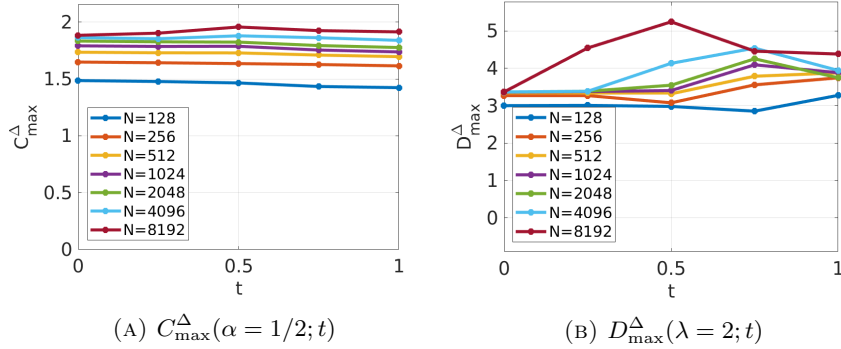 2
1.5
1
0.5
0
C^Δ_max
N=128
N=256
N=512
N=1024
N=2048
N=4096
N=8192
0 0.5 1
t
(A) C^Δ_max(α = 1/2; t)
5
4
3
2
1
0
D^Δ_max
N=128
N=256
N=512
N=1024
N=2048
N=4096
N=8192
0 0.5 1
t
(B) D^Δ_max(λ = 2; t)